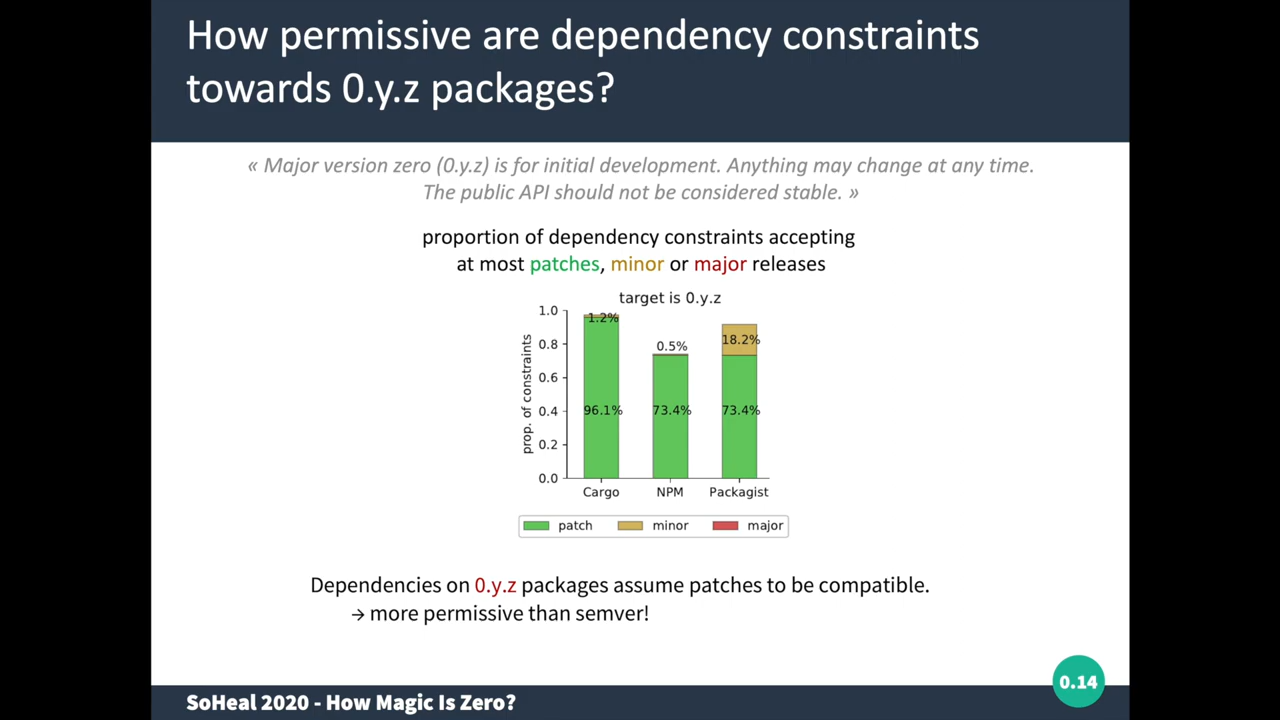 How permissive are dependency constraints
towards 0.y.z packages?
« Major version zero (0.y.z) is for initial development. Anything may change at any time.
The public API should not be considered stable. »
proportion of dependency constraints accepting
at most patches, minor or major releases
target is 0.y.z
prop. of constraints
1.0
0.8
0.6
0.4
0.2
0.0
1.2%
96.1%
0.5%
73.4%
18.2%
73.4%
Cargo NPM Packagist
patch minor major
Dependencies on 0.y.z packages assume patches to be compatible.
→ more permissive than semver!
0.14
SoHeal 2020 - How Magic Is Zero?